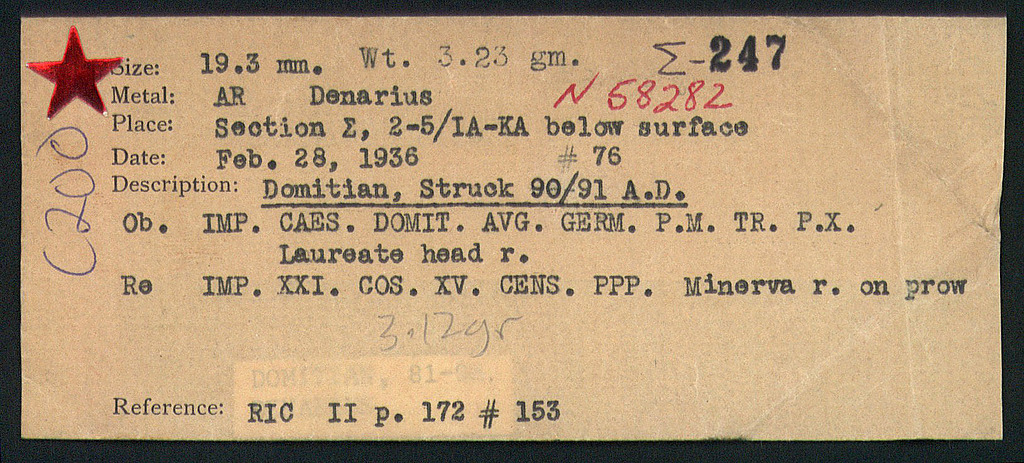 Size: 19.3 mm. Wt. 3.23 gm. Σ-247
Metal: AR Denarius N 58282
Place: Section Σ, 2-5/IA-KA below surface
Date: Feb. 28, 1936 # 76
Description: Domitian, Struck 90/91 A.D.
Ob. IMP. CAES. DOMIT. AVG. GERM. P.M. TR. P.X.
Laureate head r.
Re IMP. XXI. COS. XV. CENS. PPP. Minerva r. on prow
3.12gr
DOMITIAN, 81-
Reference: RIC II p. 172 # 153
C200